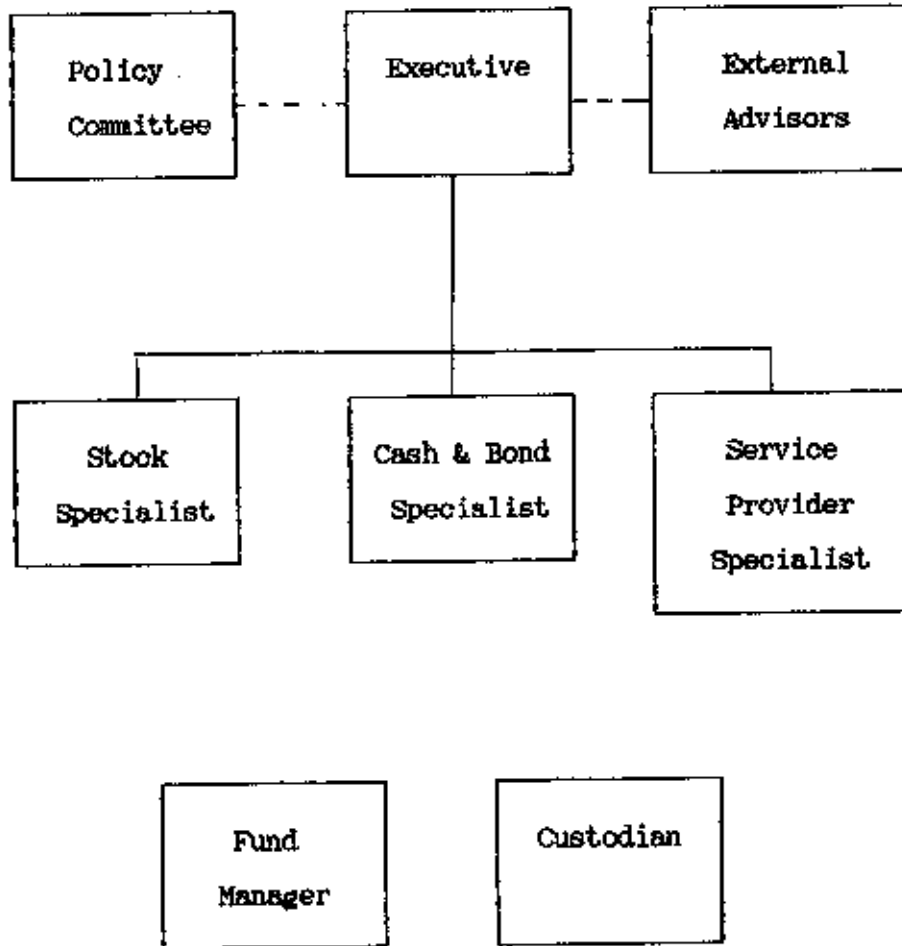 Policy
Committee
Executive
External
Advisors
Stock
Specialist
Cash & Bond
Specialist
Service
Provider
Specialist
Fund
Manager
Custodian